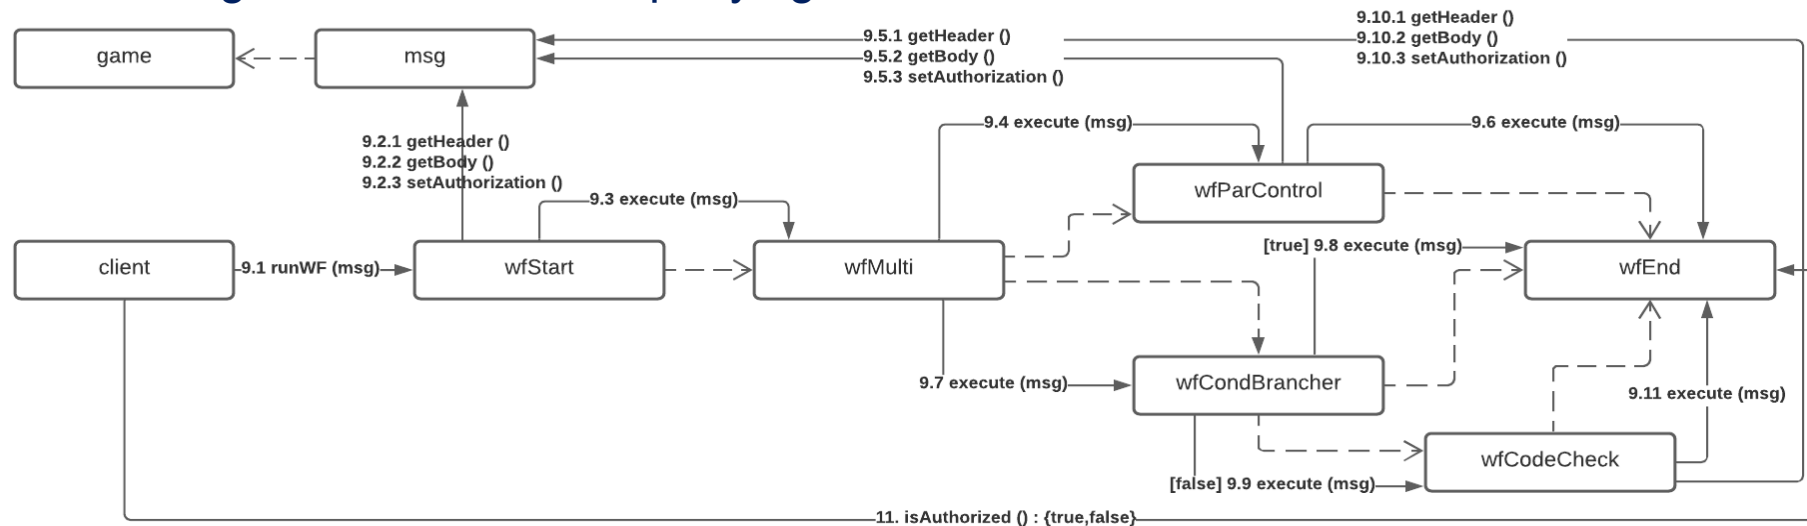 9.10.1 getHeader ()
9.5.1 getHeader ()
9.10.2 getBody ()
game
msg
9.5.2 getBody ()
9.10.3 setAuthorization ()
9.5.3 setAuthorization ()
9.4 execute (msg)
9.6 execute (msg)
9.2.1 getHeader ()
9.2.2 getBody ()
9.2.3 setAuthorization ()
wfParControl
9.3 execute (msg)
[true] 9.8 execute (msg)
client
9.1 runWF (msg)
wfStart
wfMulti
wfEnd
9.7 execute (msg)
wfCondBrancher
9.11 execute (msg)
wfCodeCheck
[false] 9.9 execute (msg)
11. isAuthorized () : {true,false}